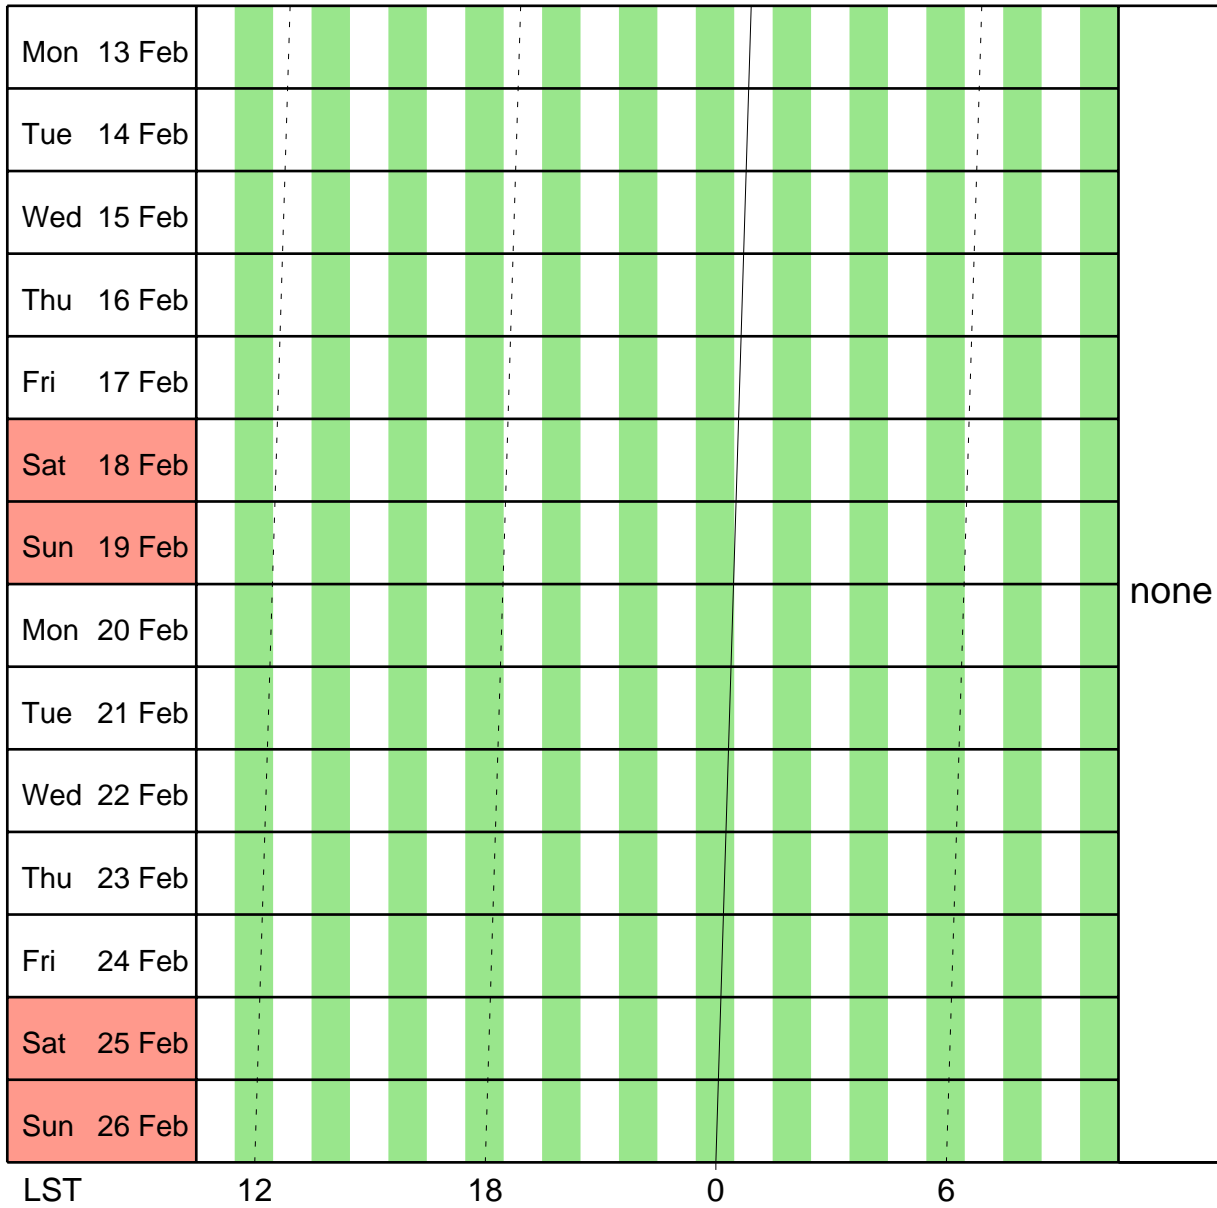 Mon 13 Feb
Tue 14 Feb
Wed 15 Feb
Thu 16 Feb
Fri 17 Feb
Sat 18 Feb
Sun 19 Feb
none
Mon 20 Feb
Tue 21 Feb
Wed 22 Feb
Thu 23 Feb
Fri 24 Feb
Sat 25 Feb
Sun 26 Feb
LST 12 18 0 6